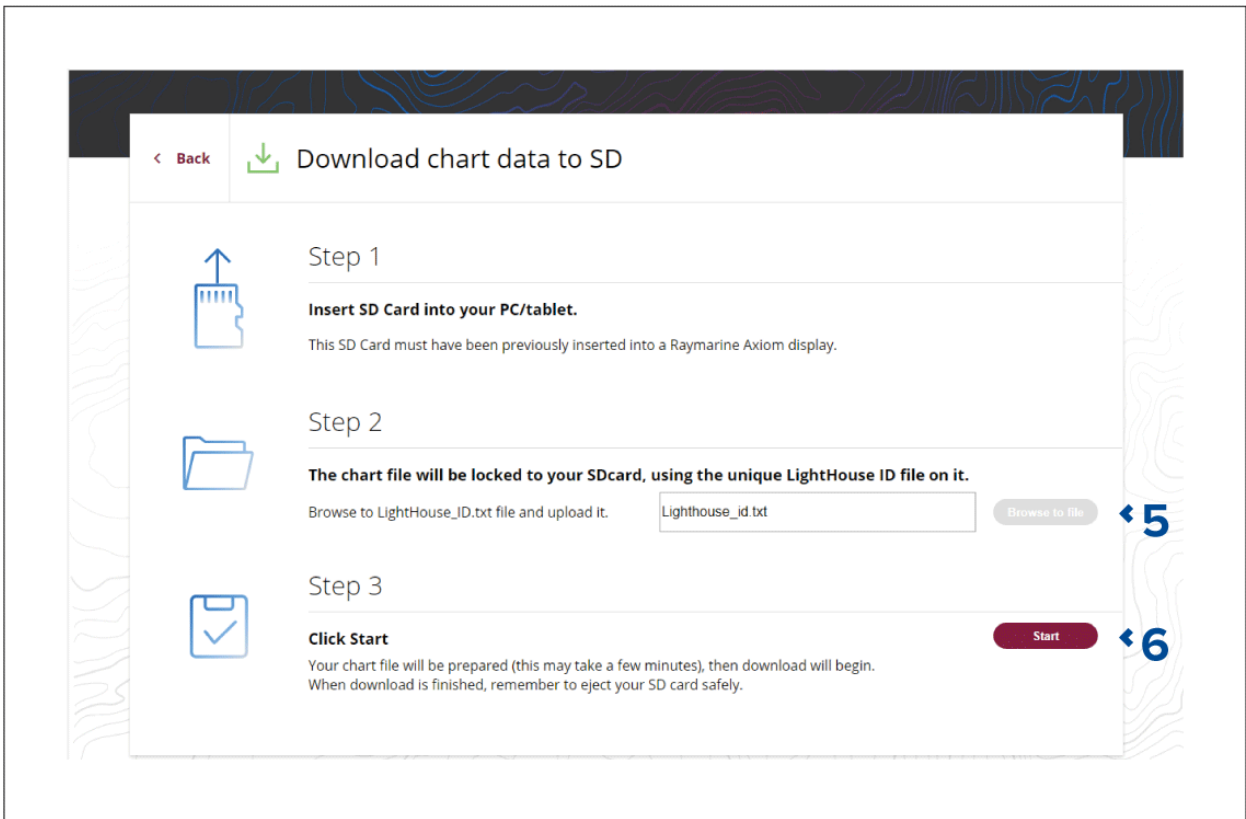 Back
Download chart data to SD
Step 1
Insert SD Card into your PC/tablet.
This SD Card must have been previously inserted into a Raymarine Axiom display.
Step 2
The chart file will be locked to your SDcard, using the unique LightHouse ID file on it.
Browse to LightHouse_ID.txt file and upload it.
Lighthouse_id.txt
Browse to file
5
Step 3
Click Start
Start
6
Your chart file will be prepared (this may take a few minutes), then download will begin.
When download is finished, remember to eject your SD card safely.